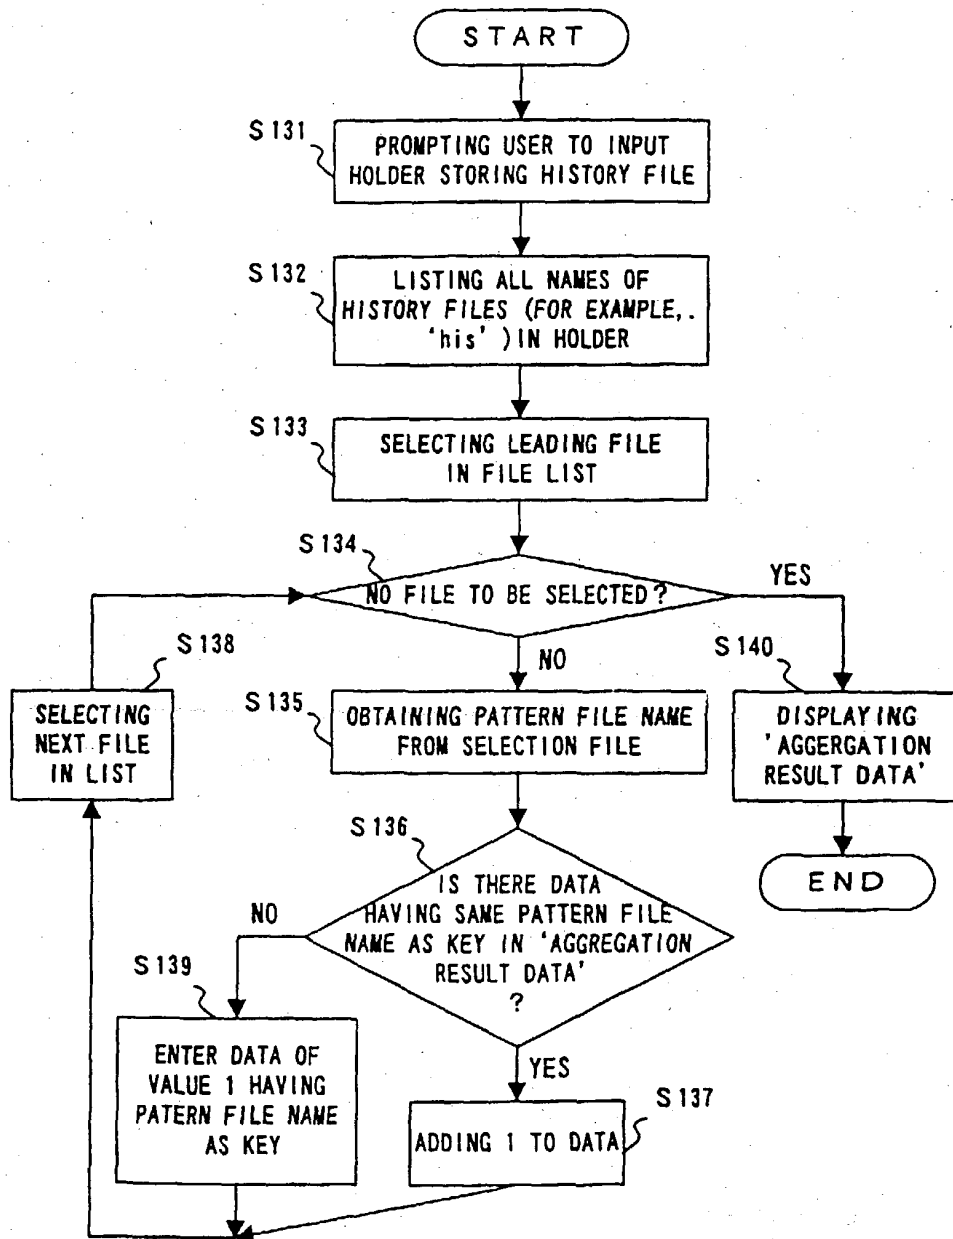 START
S131
PROMPTING USER TO INPUT
HOLDER STORING HISTORY FILE
S132
LISTING ALL NAMES OF
HISTORY FILES (FOR EXAMPLE,.
'his' )IN HOLDER
S133
SELECTING LEADING FILE
IN FILE LIST
S134
NO FILE TO BE SELECTED?
YES
NO
S138
SELECTING
NEXT FILE
IN LIST
S135
OBTAINING PATTERN FILE NAME
FROM SELECTION FILE
S140
DISPLAYING
'AGGERGATION
RESULT DATA'
END
S136
IS THERE DATA
HAVING SAME PATTERN FILE
NAME AS KEY IN 'AGGREGATION
RESULT DATA'
?
NO
YES
S139
ENTER DATA OF
VALUE 1 HAVING
PATERN FILE NAME
AS KEY
S137
ADDING 1 TO DATA